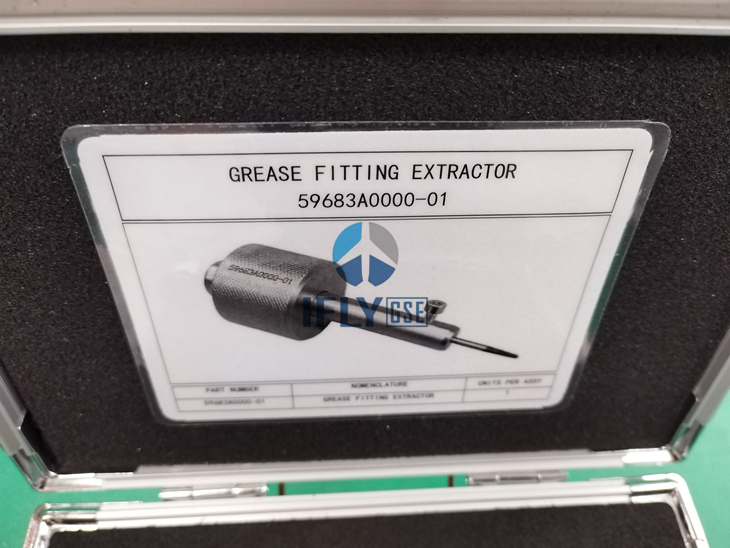 GREASE FITTING EXTRACTOR
59683A0000-01
59683A0000-01
IFLY GSE
PART NUMBER NOMENCLATURE UNITS PER ASSY
59683A0000-01 GREASE FITTING EXTRACTOR 1